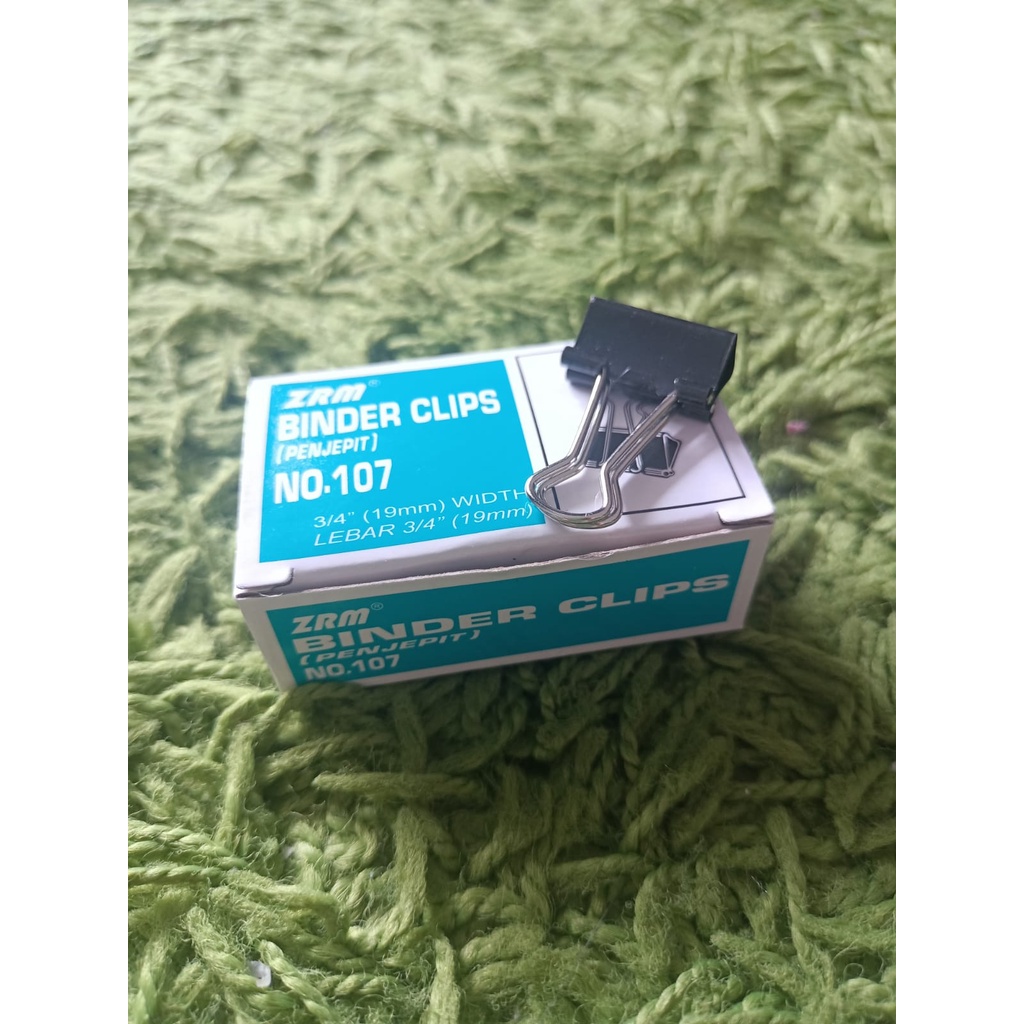 ZRM®
BINDER CLIPS
(PENJEPIT)
NO.107
3/4" (19mm) WIDTH
LEBAR 3/4" (19mm)
ZRM®
BINDER CLIPS
(PENJEPIT)
NO.107